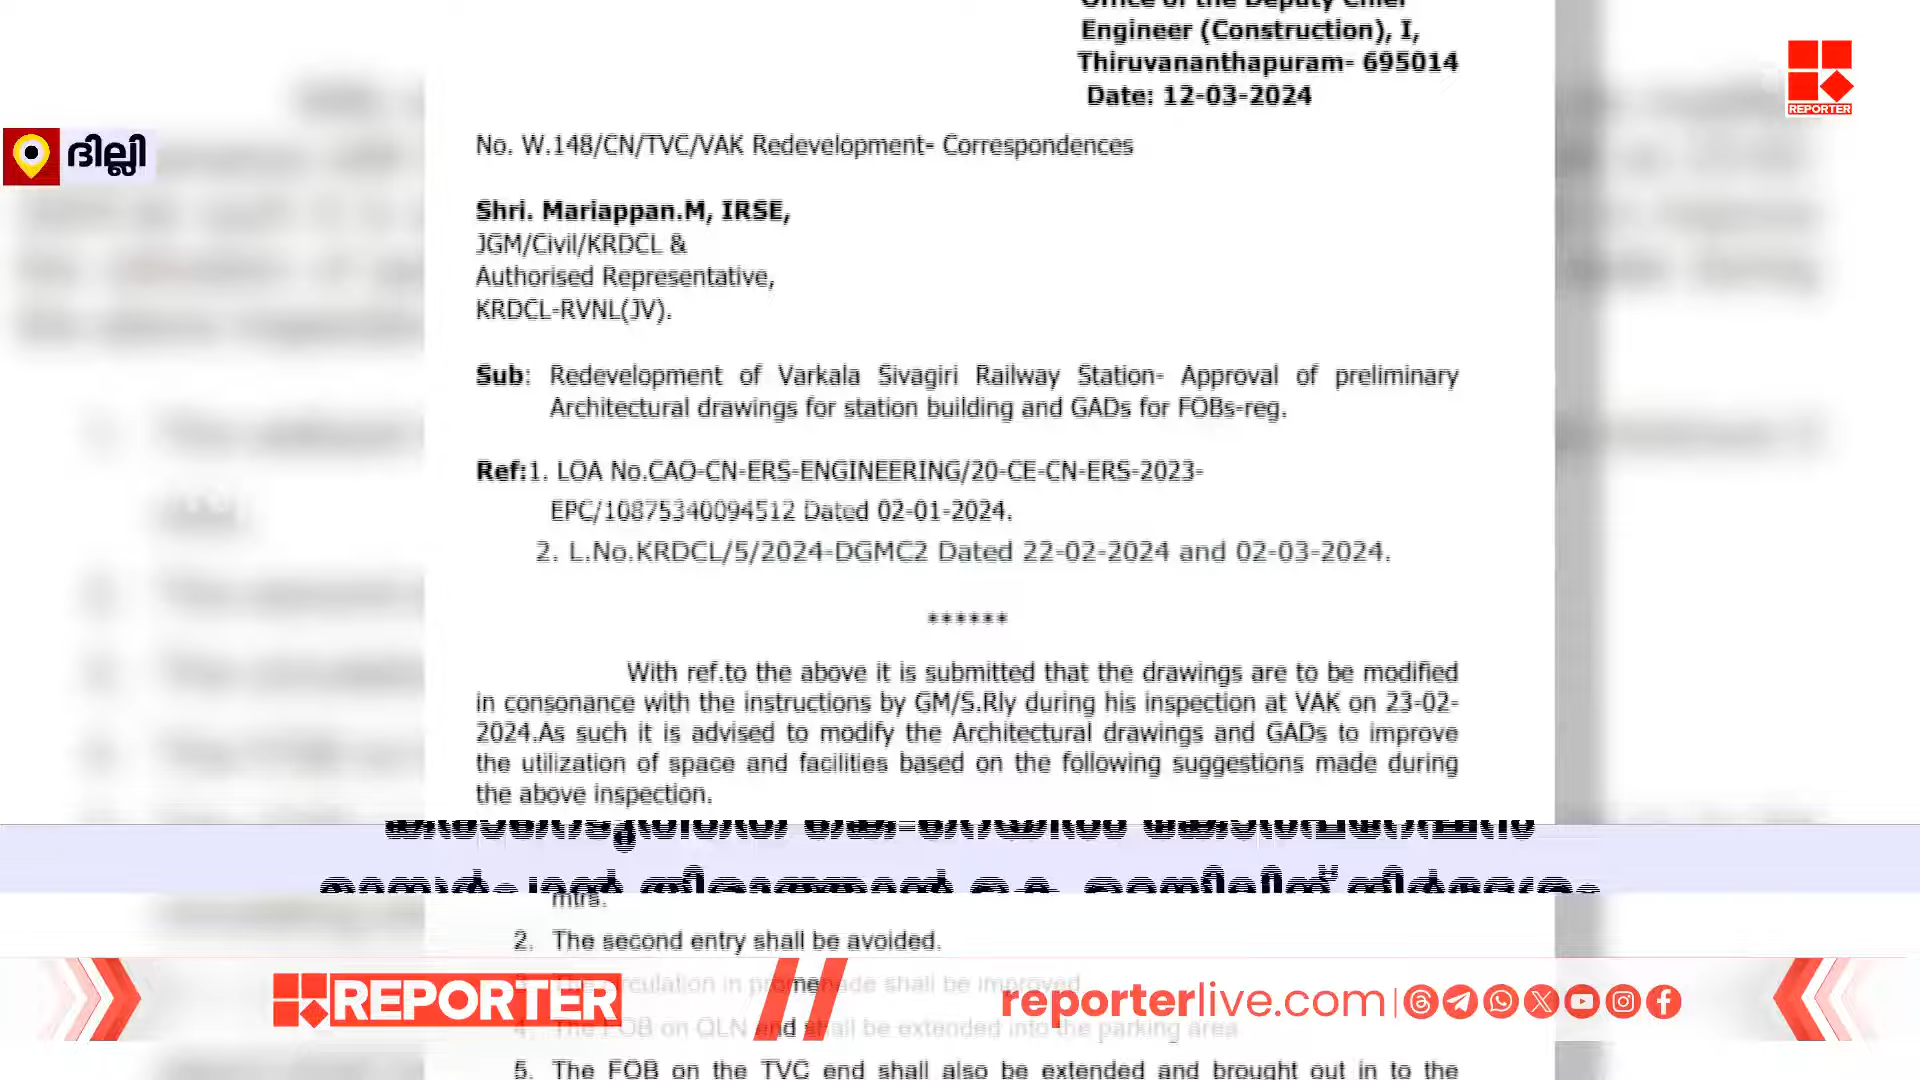 Office of the Deputy Chief
Engineer (Construction), I,
Thiruvananthapuram- 695014
Date: 12-03-2024
REPORTER
ദില്ലി
No. W.148/CN/TVC/VAK Redevelopment- Correspondences
Shri. Mariappan.M, IRSE,
JGM/Civil/KRDCL &
Authorised Representative,
KRDCL-RVNL(JV).
Sub: Redevelopment of Varkala Sivagiri Railway Station- Approval of preliminary
Architectural drawings for station building and GADs for FOBs-reg.
Ref:1. LOA No.CAO-CN-ERS-ENGINEERING/20-CE-CN-ERS-2023-
EPC/10875340094512 Dated 02-01-2024.
2. L.No.KRDCL/5/2024-DGMC2 Dated 22-02-2024 and 02-03-2024.
******
With ref.to the above it is submitted that the drawings are to be modified
in consonance with the instructions by GM/S.Rly during his inspection at VAK on 23-02-
2024.As such it is advised to modify the Architectural drawings and GADs to improve
the utilization of space and facilities based on the following suggestions made during
the above inspection.
mtrs.
2. The second entry shall be avoided.
3. The circulation in promenade shall be improved
4. The FOB on QLN end shall be extended into the parking area
REPORTER
reporterlive.com
5. The FOB on the TVC end shall also be extended and brought out in to the